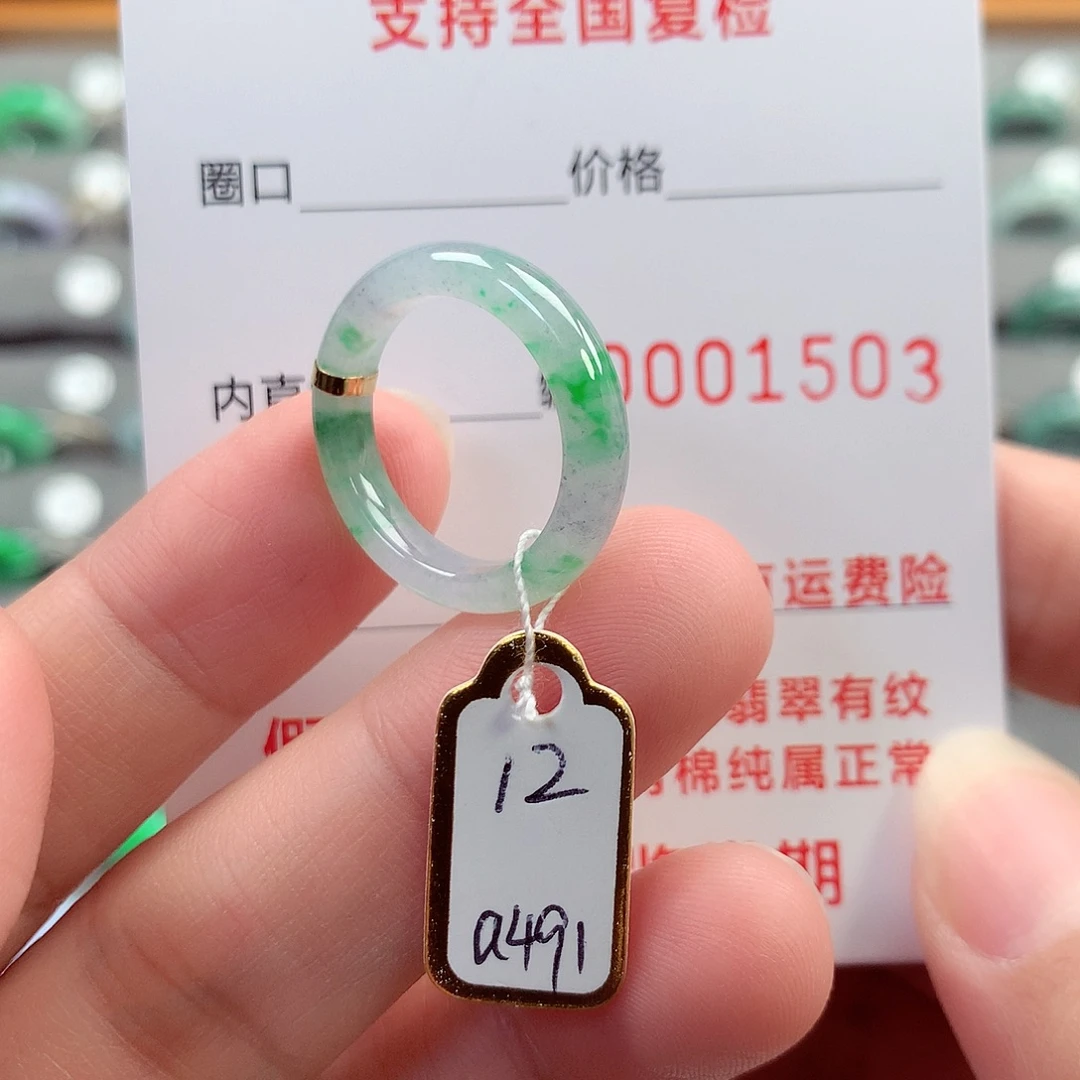 支持全国复检
圈口 价格
内直 0001503
运费险
翡翠有纹
棉纯属正常
期
12
a491